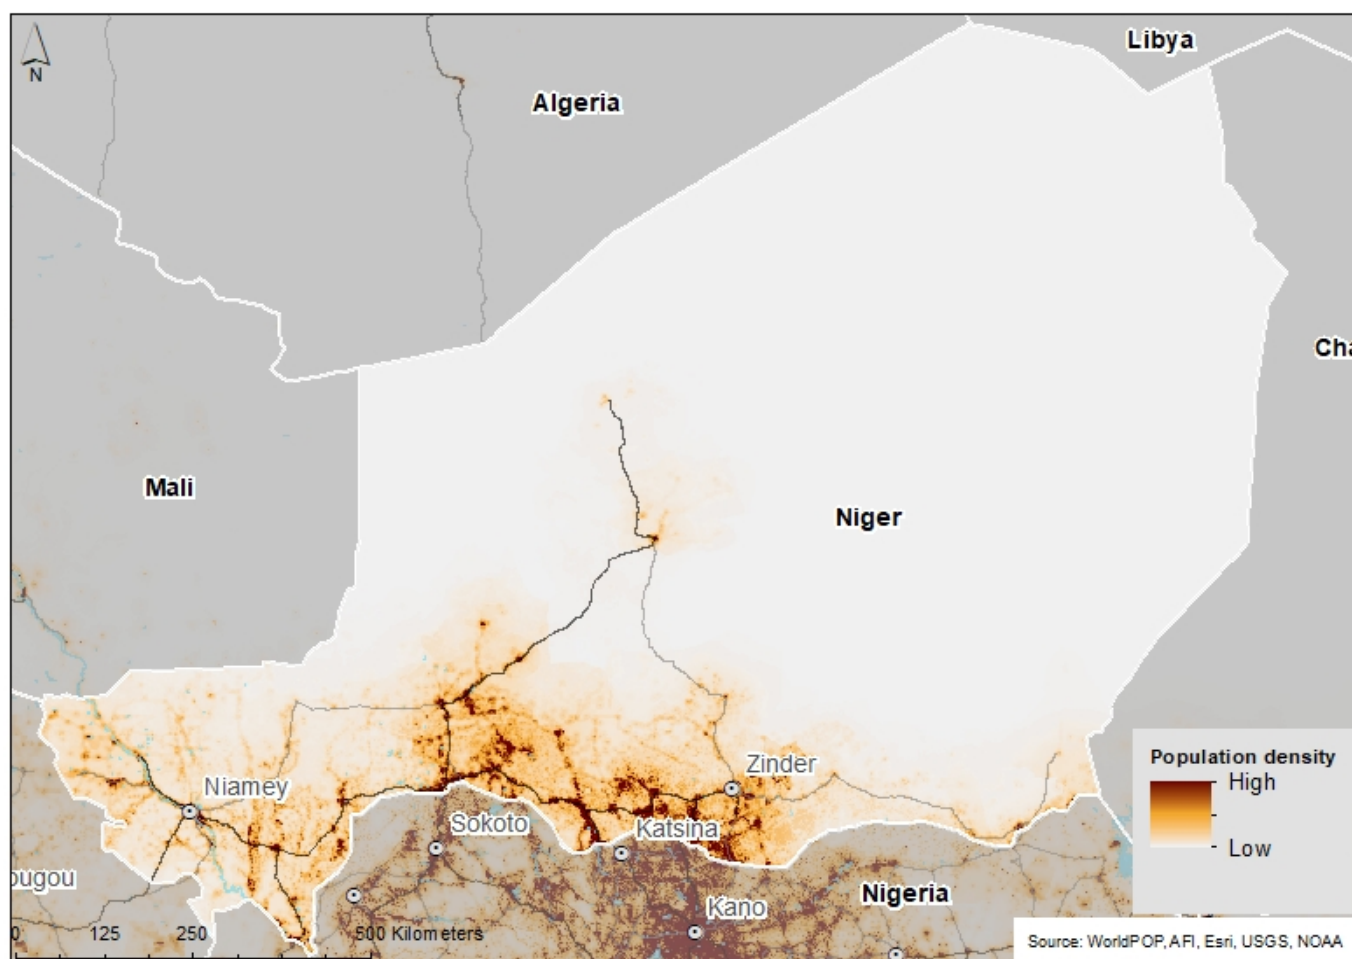 Libya
N
Algeria
Cha
Mali
Niger
Population density
High
Low
Zinder
Niamey
Sokoto
Katsina
ougou
Nigeria
Kano
0 125 250 500 Kilometers
Source: WorldPOP, AFI, Esri, USGS, NOAA